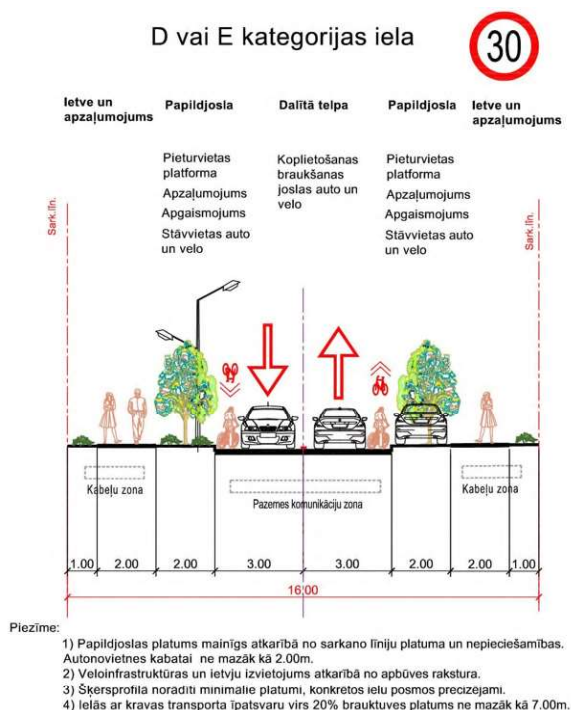 D vai E kategorijas iela
30
Ietve un
apzaļumojums
Papildjosla
Dalītā telpa
Papildjosla
Ietve un
apzaļumojums
Pieturvietas
platforma
Apzaļumojums
Apgaismojums
Stāvvietas auto
un velo
Koplietošanas
braukšanas
joslas auto un
velo
Pieturvietas
platforma
Apzaļumojums
Apgaismojums
Stāvvietas auto
un velo
Sark.līn.
Sark.līn.
Kabeļu zona
Pazemes komunikāciju zona
Kabeļu zona
1.00 2.00 2.00 3.00 3.00 2.00 2.00 1.00
16.00
Piezīme:
1) Papildjoslas platums mainīgs atkarībā no sarkano līniju platuma un nepieciešamības.
Autonovietnes kabatai ne mazāk kā 2.00m.
2) Veloinfrastruktūras un ietvju izvietojums atkarībā no apbūves rakstura.
3) Šķērsprofilā norādīti minimālie platumi, konkrētos ielu posmos precizējami.
4) Ielās ar kravas transporta īpatsvaru virs 20% brauktuves platums ne mazāk kā 7.00m.